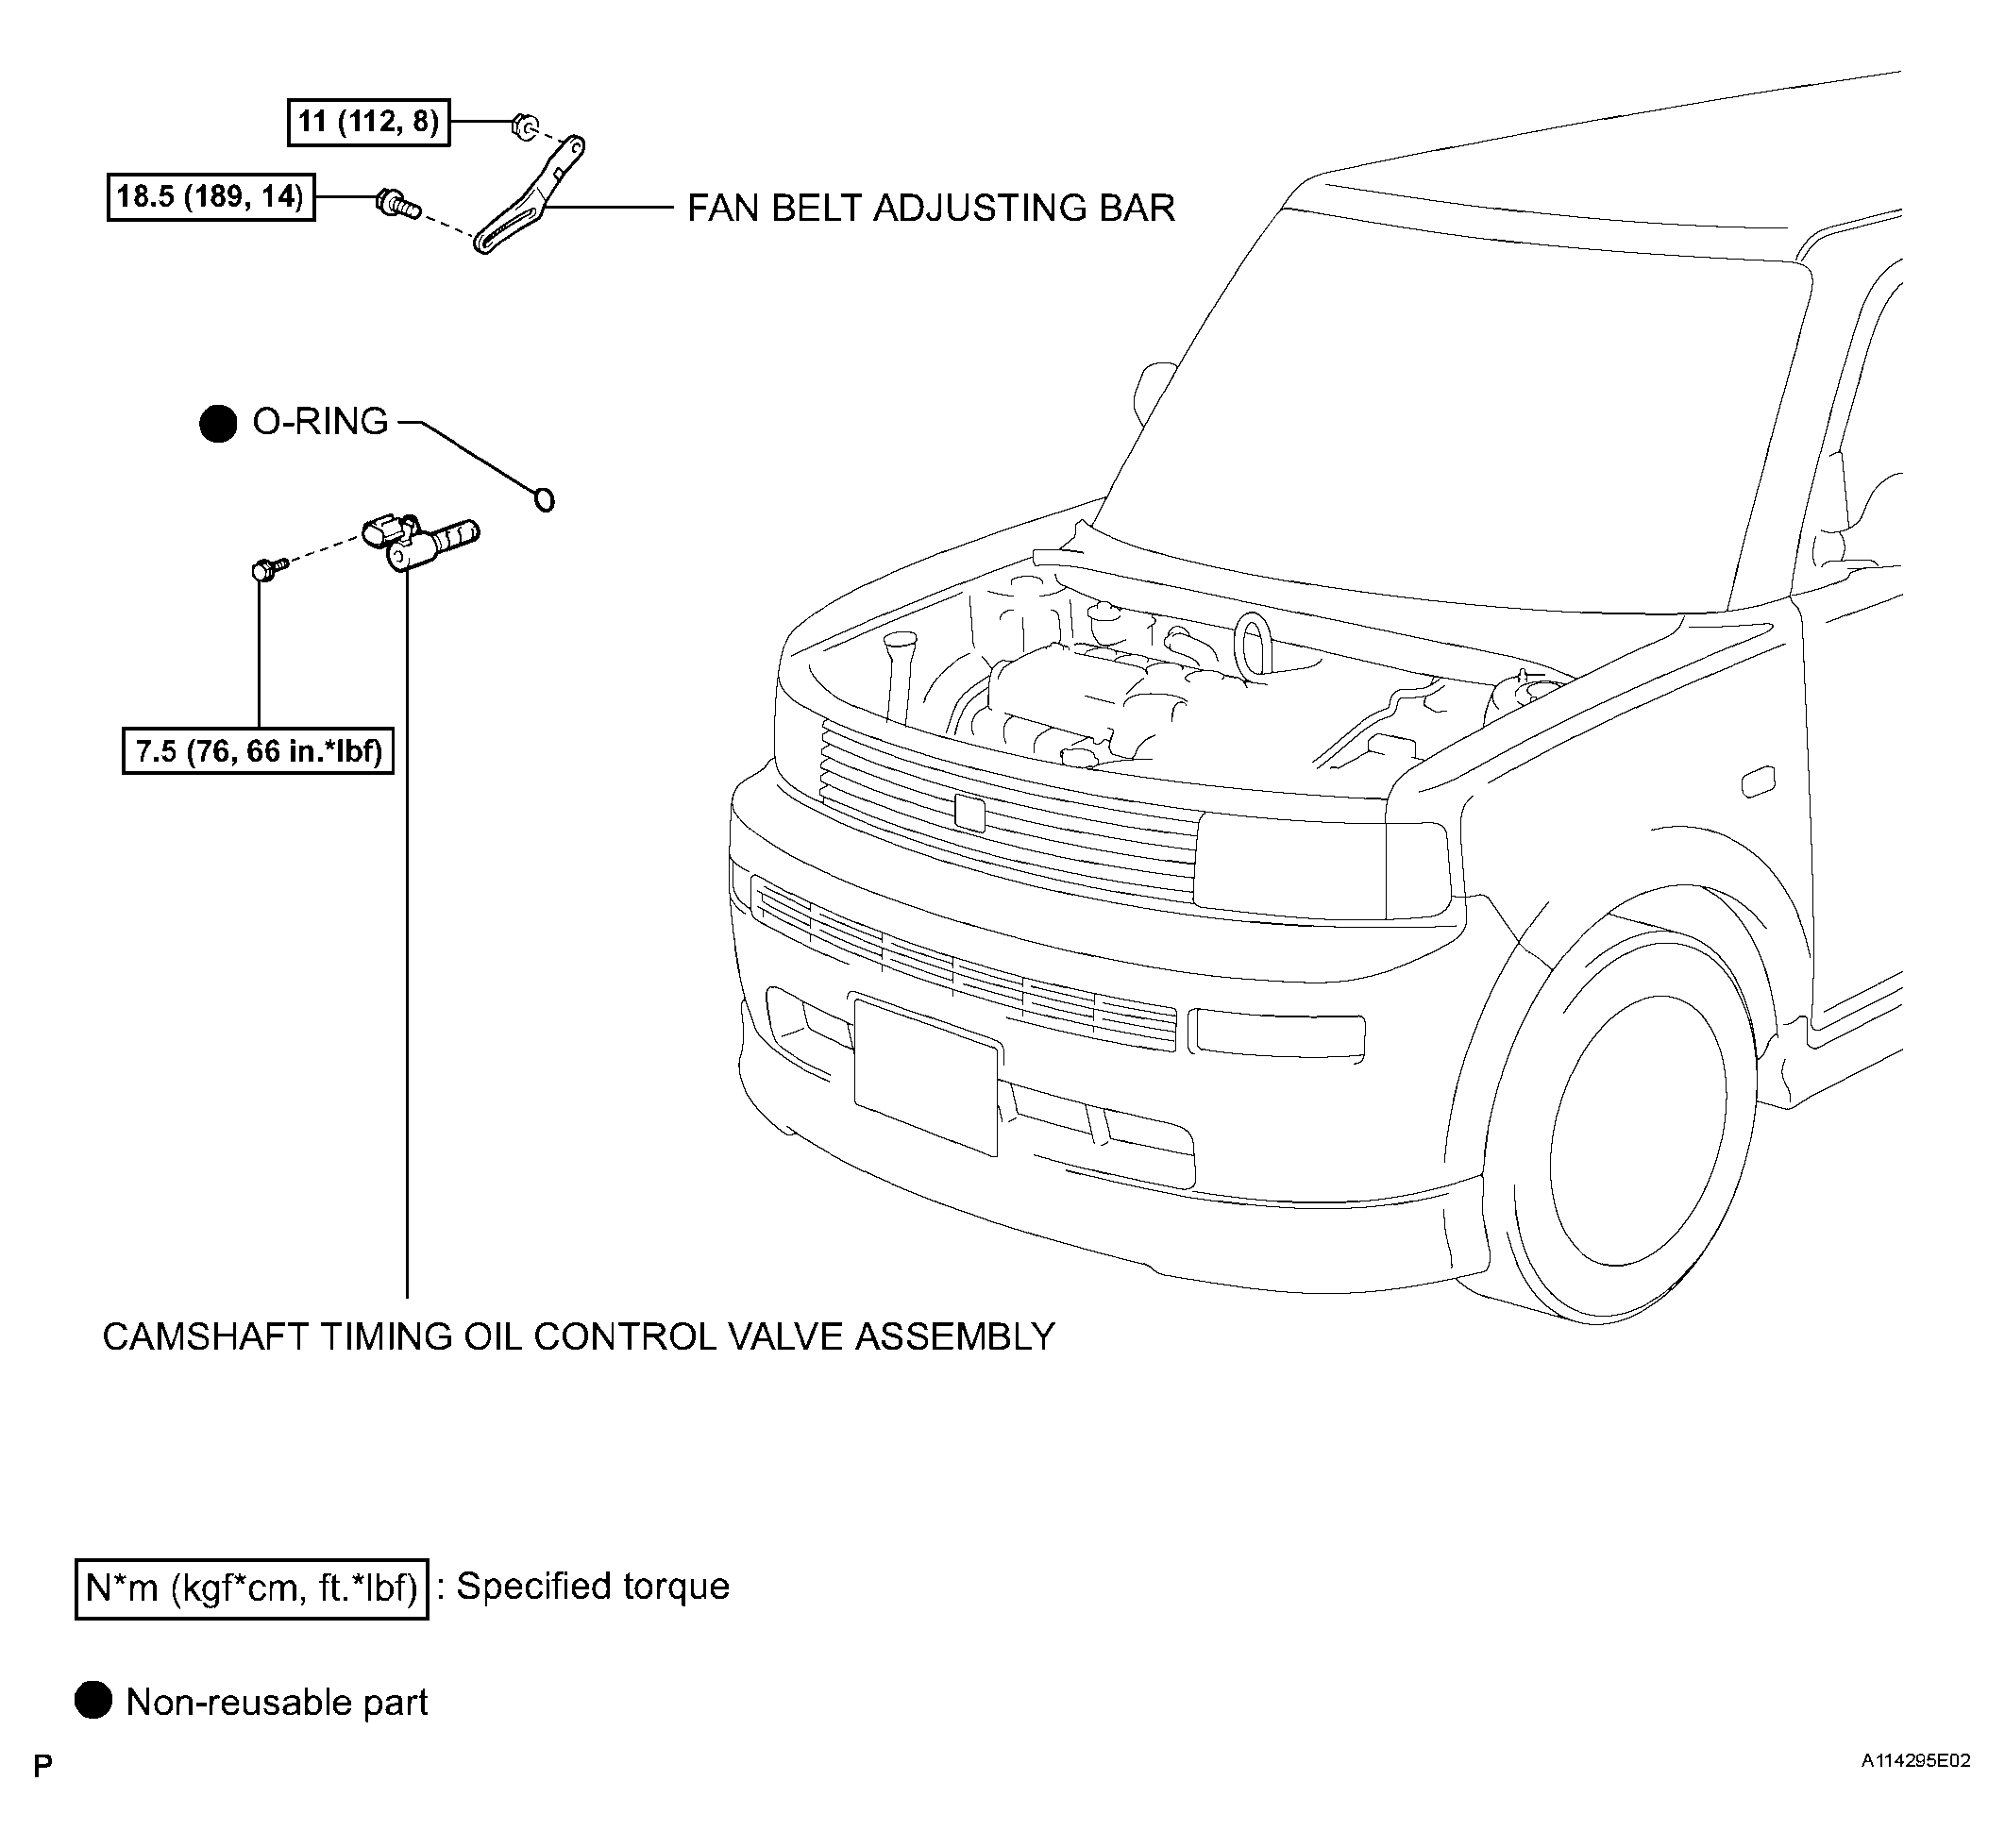 11 (112, 8)
18.5 (189, 14)
FAN BELT ADJUSTING BAR
O-RING
7.5 (76, 66 in.*lbf)
CAMSHAFT TIMING OIL CONTROL VALVE ASSEMBLY
N*m (kgf*cm, ft.*lbf) : Specified torque
Non-reusable part
P
A114295E02